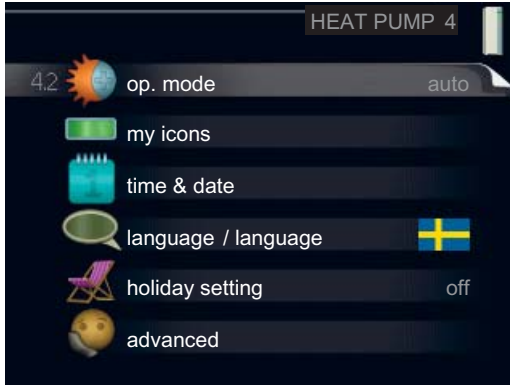 HEAT PUMP 4
4.2 op. mode auto
my icons
time & date
language / language
holiday setting off
advanced